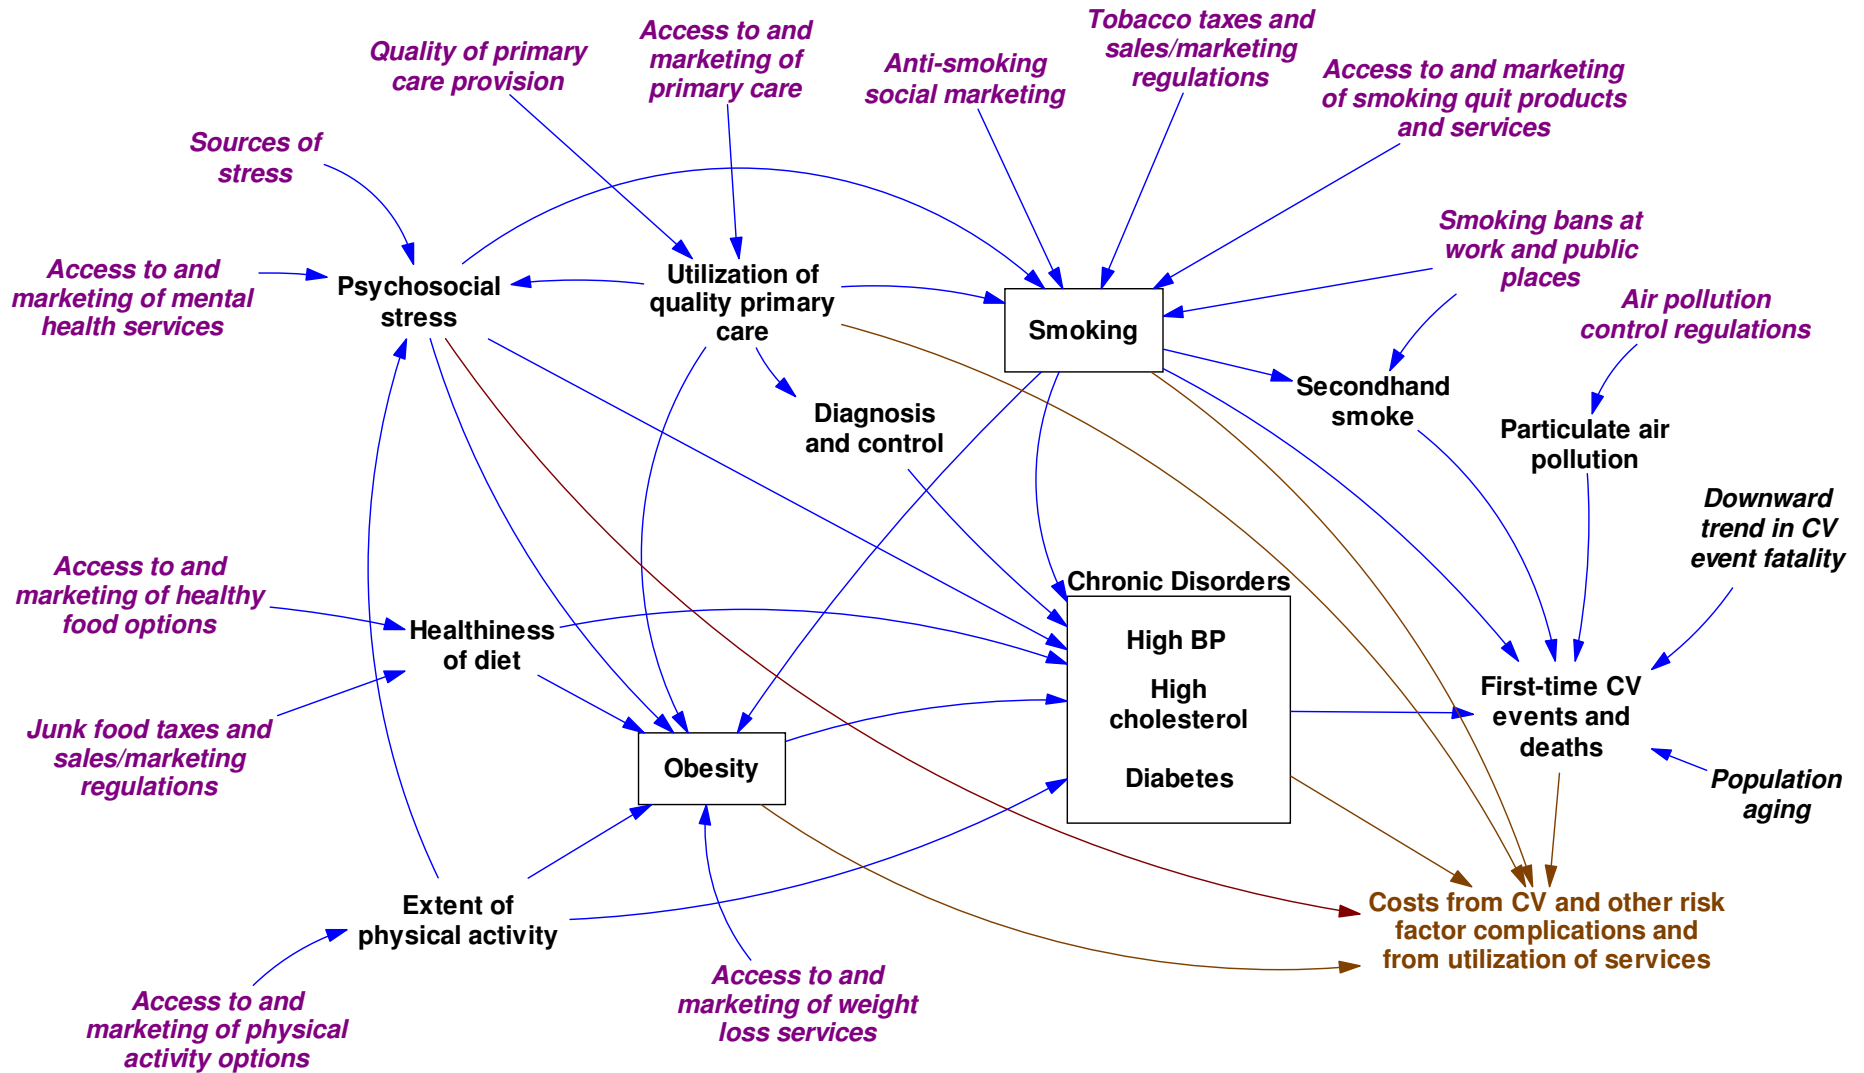 Quality of primary
care provision
Access to and
marketing of
primary care
Anti-smoking
social marketing
Tobacco taxes and
sales/marketing
regulations
Access to and marketing
of smoking quit products
and services
Sources of
stress
Access to and
marketing of mental
health services
Psychosocial
stress
Utilization of
quality primary
care
Smoking
Smoking bans at
work and public
places
Air pollution
control regulations
Secondhand
smoke
Particulate air
pollution
Diagnosis
and control
Downward
trend in CV
event fatality
Access to and
marketing of healthy
food options
Healthiness
of diet
Chronic Disorders
High BP
High
cholesterol
Diabetes
First-time CV
events and
deaths
Junk food taxes and
sales/marketing
regulations
Obesity
Population
aging
Extent of
physical activity
Costs from CV and other risk
factor complications and
from utilization of services
Access to and
marketing of physical
activity options
Access to and
marketing of weight
loss services